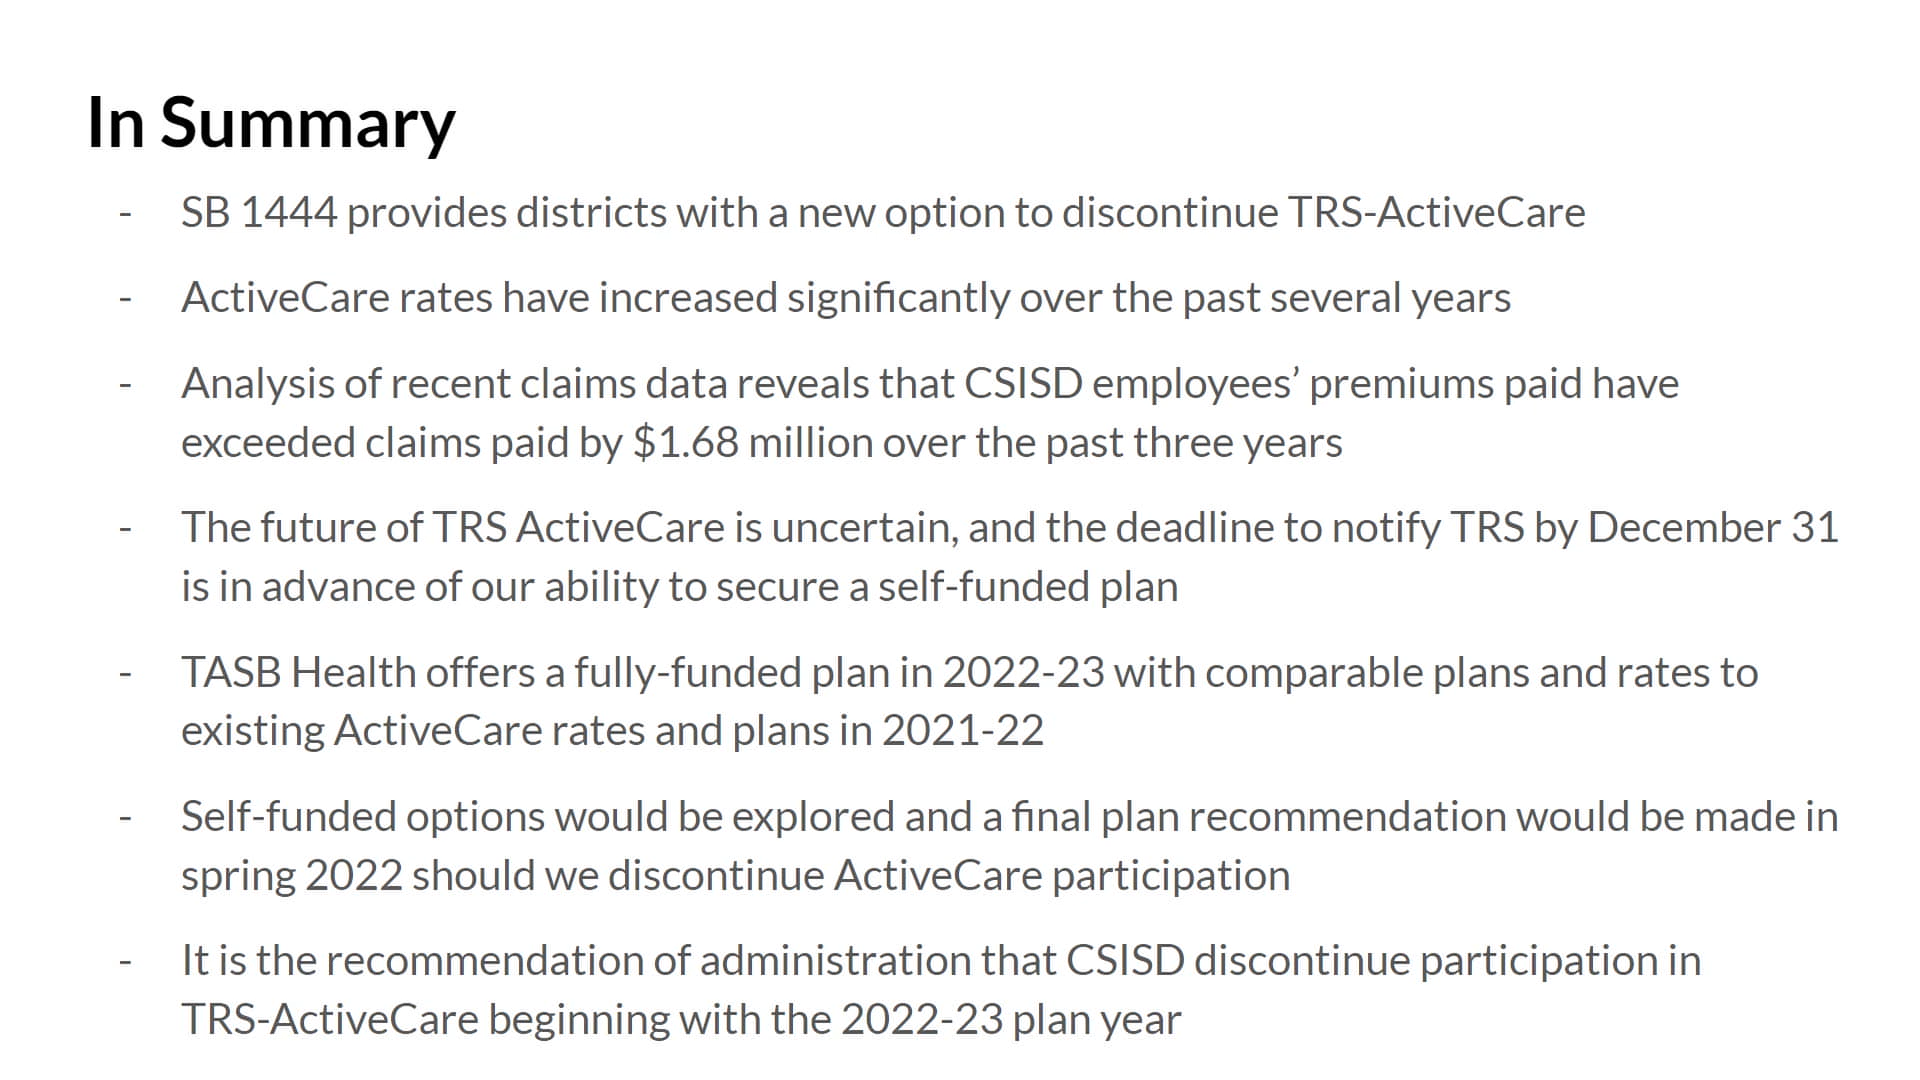 In Summary
- SB 1444 provides districts with a new option to discontinue TRS-ActiveCare
- ActiveCare rates have increased significantly over the past several years
- Analysis of recent claims data reveals that CSISD employees’ premiums paid have
exceeded claims paid by $1.68 million over the past three years
- The future of TRS ActiveCare is uncertain, and the deadline to notify TRS by December 31
is in advance of our ability to secure a self-funded plan
- TASB Health offers a fully-funded plan in 2022-23 with comparable plans and rates to
existing ActiveCare rates and plans in 2021-22
- Self-funded options would be explored and a final plan recommendation would be made in
spring 2022 should we discontinue ActiveCare participation
- It is the recommendation of administration that CSISD discontinue participation in
TRS-ActiveCare beginning with the 2022-23 plan year